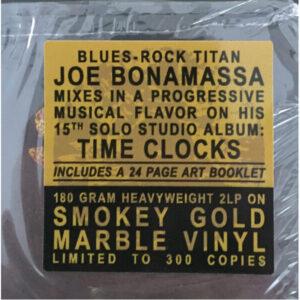 BLUES-ROCK TITAN
JOE BONAMASSA
MIXES IN A PROGRESSIVE
MUSICAL FLAVOR ON HIS
15TH SOLO STUDIO ALBUM:
TIME CLOCKS
INCLUDES A 24 PAGE ART BOOKLET
180 GRAM HEAVYWEIGHT 2LP ON
SMOKEY GOLD
MARBLE VINYL
LIMITED TO 300 COPIES